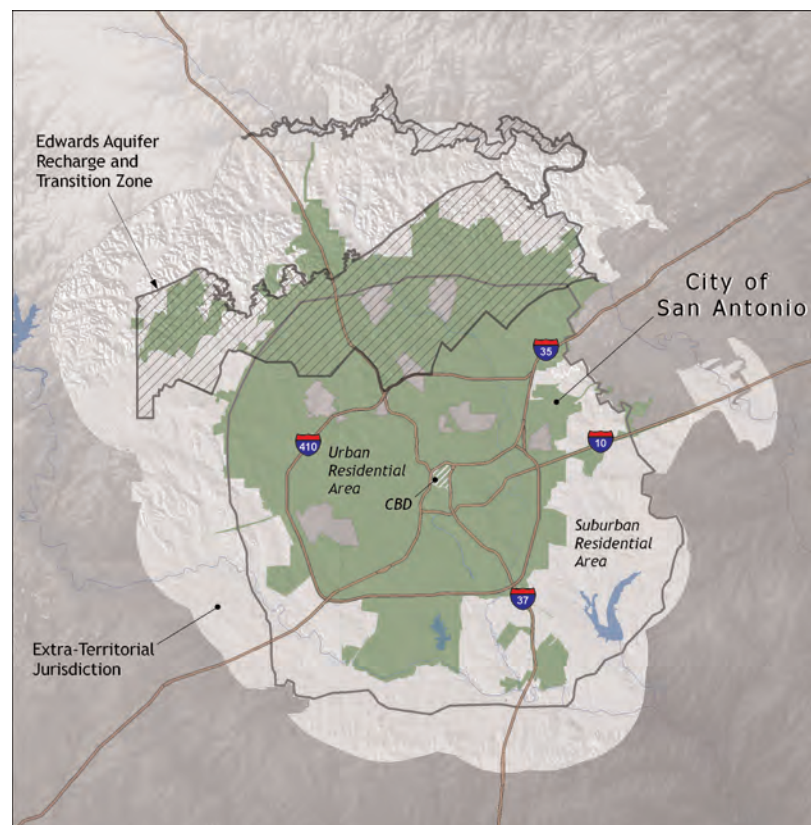 Edwards Aquifer
Recharge and
Transition Zone
City of
San Antonio
35
10
410
Urban
Residential
Area
CBD
Suburban
Residential
Area
37
Extra-Territorial
Jurisdiction